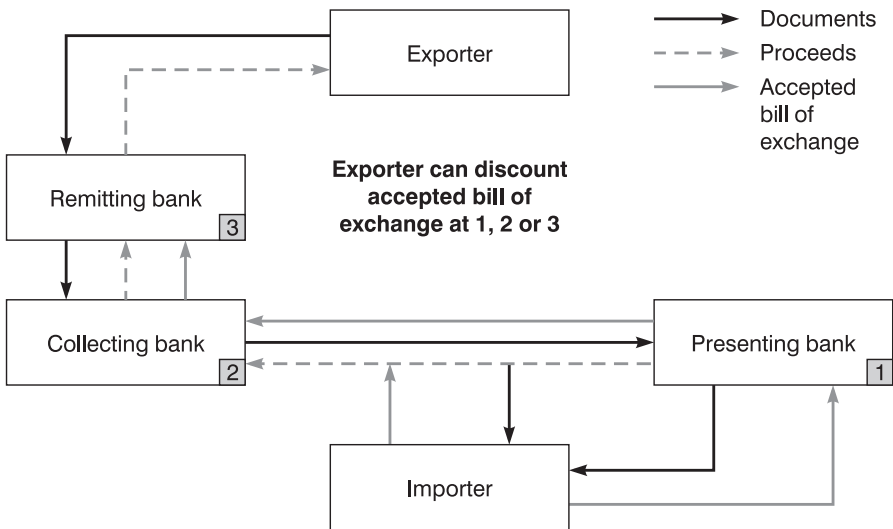 Exporter
Documents
Proceeds
Accepted
bill of
exchange
Remitting bank
3
Exporter can discount
accepted bill of
exchange at 1, 2 or 3
Collecting bank
2
Presenting bank
1
Importer